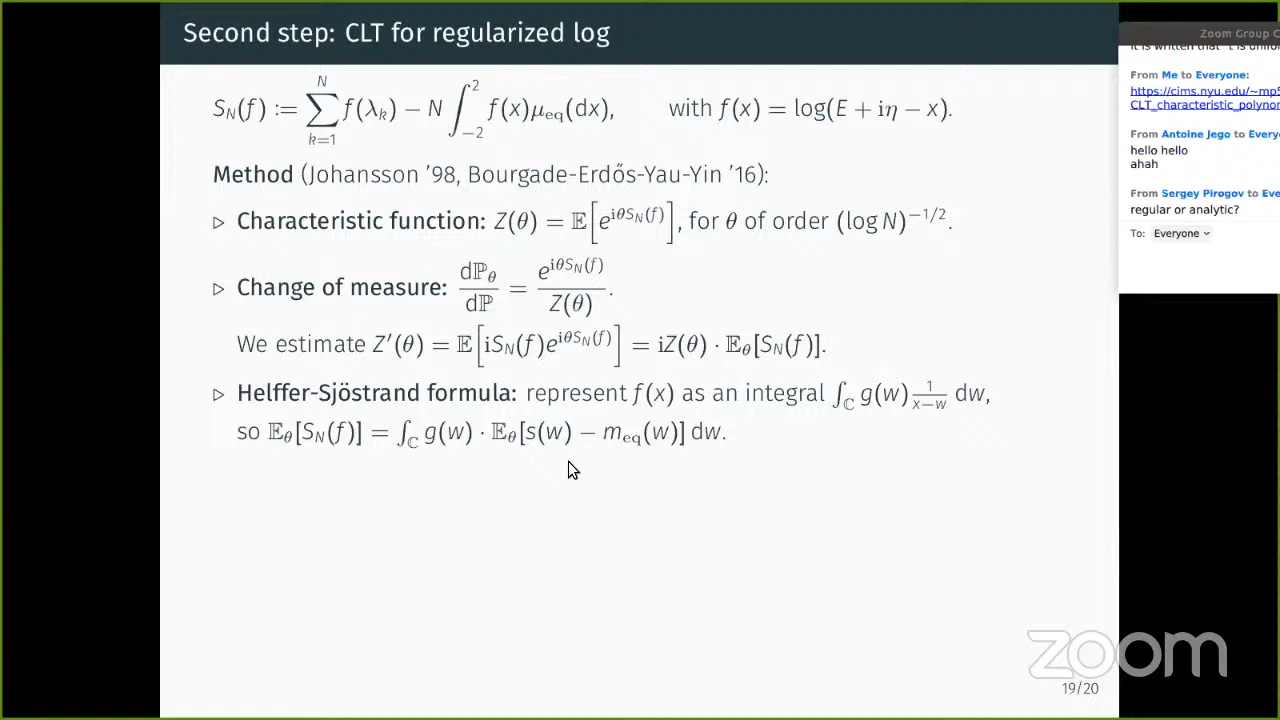 Second step: CLT for regularized log
S_N(f) := ∑_{k=1}^{N} f(λ_k) − N ∫_{−2}^{2} f(x)μ_eq(dx), with f(x) = log(E + iη − x).
Method (Johansson '98, Bourgade-Erdős-Yau-Yin '16):
▷ Characteristic function: Z(θ) = 𝔼[e^{iθS_N(f)}], for θ of order (log N)^{−1/2}.
▷ Change of measure: dℙ_θ/dℙ = e^{iθS_N(f)}/Z(θ).
We estimate Z′(θ) = 𝔼[iS_N(f)e^{iθS_N(f)}] = iZ(θ) · 𝔼_θ[S_N(f)].
▷ Helffer-Sjöstrand formula: represent f(x) as an integral ∫_ℂ g(w) 1/(x−w) dw,
so 𝔼_θ[S_N(f)] = ∫_ℂ g(w) · 𝔼_θ[s(w) − m_eq(w)] dw.
19/20
Zoom Group C
it is written that
From Me to Everyone:
https://cims.nyu.edu/~mp5
CLT_characteristic_polyno
From Antoine Jego to Every
hello hello
ahah
From Sergey Pirogov to Eve
regular or analytic?
To: Everyone
zoom